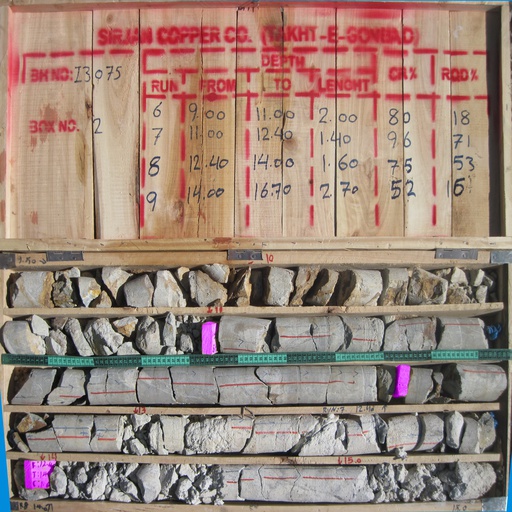 SIRJAN COPPER CO. (TAKHT-E-GONBAD)
DEPTH
BH NO: I3075
RUN FROM TO LENGHT CR% RQD%
BOX NO. 2
6 9.00 11.00 2.00 80 18
7 11.00 12.40 1.40 96 71
8 12.40 14.00 1.60 75 53
9 14.00 16.70 2.70 52 15
10